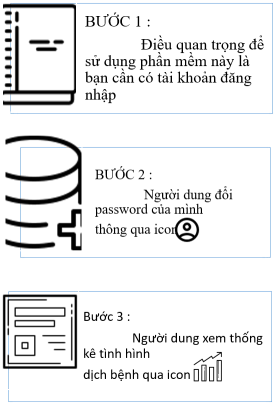 BƯỚC 1 :
Điều quan trọng để
sử dụng phần mềm này là
bạn cần có tài khoản đăng
nhập
BƯỚC 2 :
Người dung đổi
password của mình
thông qua icon
Bước 3 :
Người dung xem thống
kê tình hình
dịch bệnh qua icon